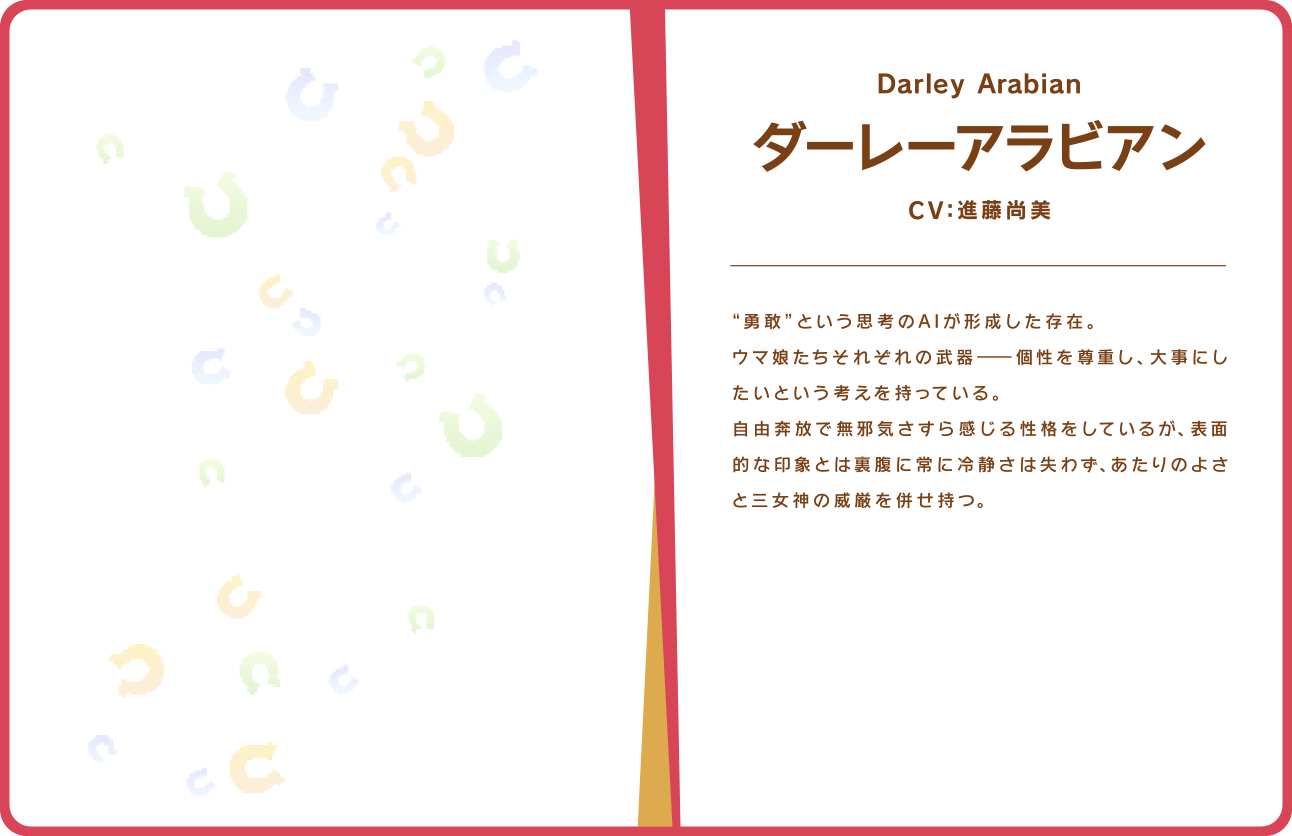 Darley Arabian
ダーレーアラビアン
CV:進藤尚美
“勇敢”という思考のAIが形成した存在。
ウマ娘たちそれぞれの武器――個性を尊重し、大事にし
たいという考えを持っている。
自由奔放で無邪気さすら感じる性格をしているが、表面
的な印象とは裏腹に常に冷静さは失わず、あたりのよさ
と三女神の威厳を併せ持つ。